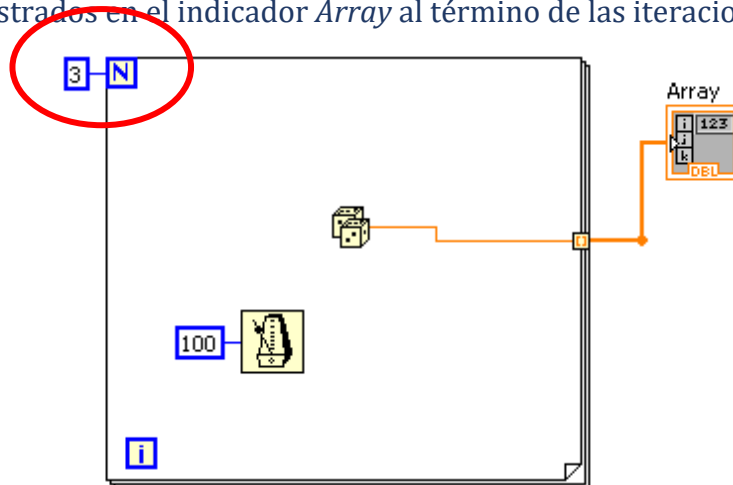 strados en el indicador Array al término de las iteracio
3 N
Array
i 123
j
k
DBL
100
i